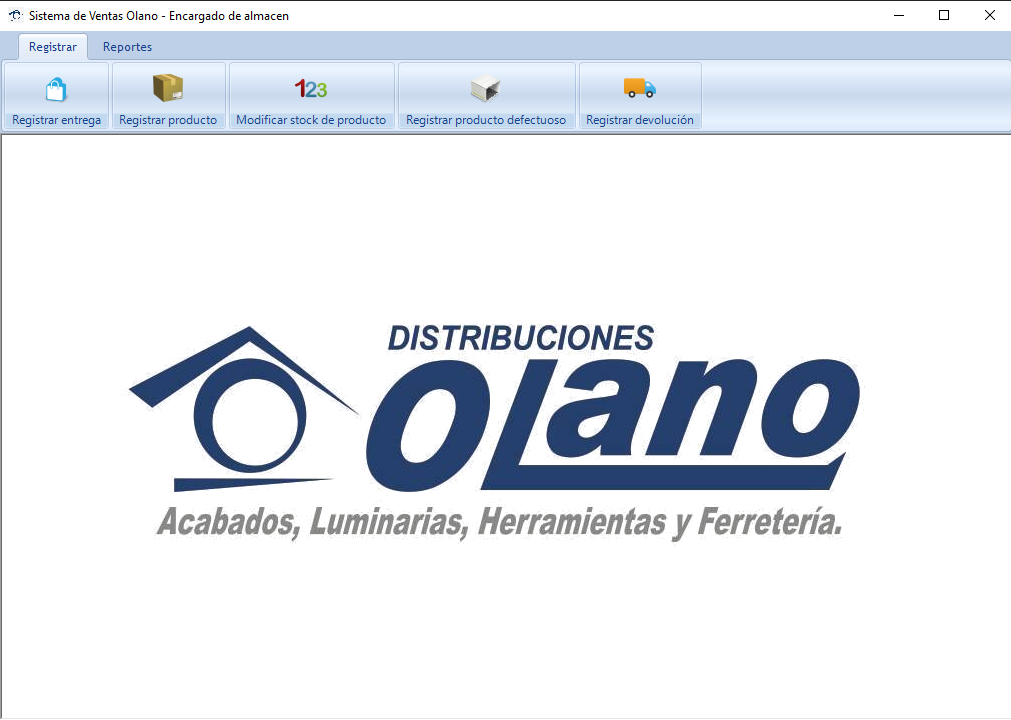 Sistema de Ventas Olano - Encargado de almacen
Registrar Reportes
123
Registrar entrega Registrar producto Modificar stock de producto Registrar producto defectuoso Registrar devolución
DISTRIBUCIONES
OLano
Acabados, Luminarias, Herramientas y Ferretería.